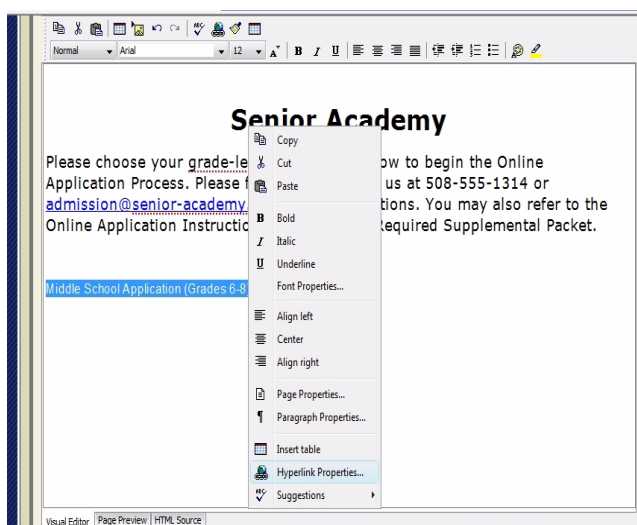 Normal Arial 12 A B I U
Senior Academy
Please choose your grade-le ow to begin the Online
Application Process. Please f us at 508-555-1314 or
admission@senior-academy. tions. You may also refer to the
Online Application Instructio Required Supplemental Packet.
Middle School Application (Grades 6-8
Copy
Cut
Paste
B Bold
I Italic
U Underline
Font Properties...
Align left
Center
Align right
Page Properties...
¶ Paragraph Properties...
Insert table
Hyperlink Properties...
ABC Suggestions
Visual Editor Page Preview HTML Source